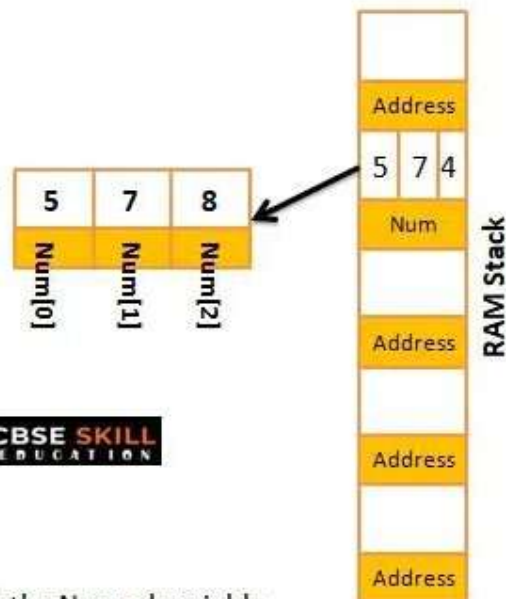 Address
5 7 4
Num
5 7 8
Num[0] Num[1] Num[2]
Address
Address
Address
RAM Stack
CBSE SKILL
EDUCATION